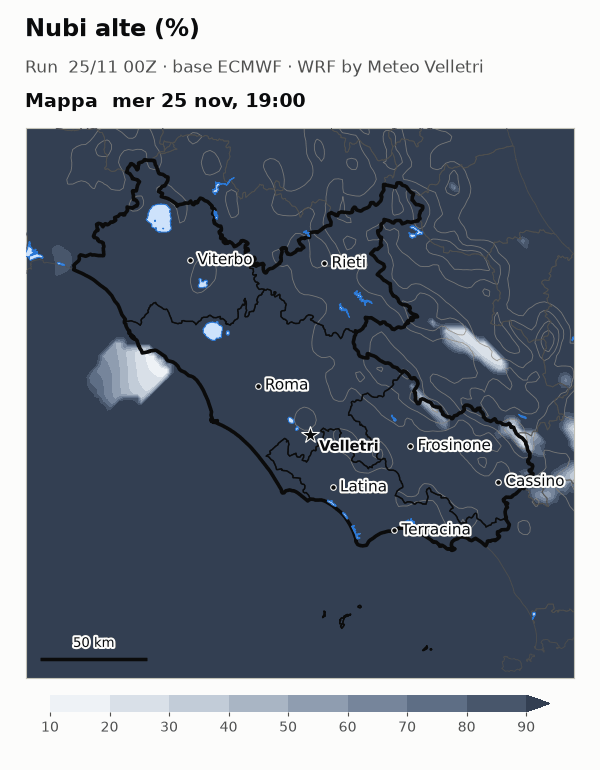 Nubi alte (%)
Run  25/11 00Z · base ECMWF · WRF by Meteo Velletri
Mappa  mer 25 nov, 19:00
Viterbo
Rieti
Roma
Velletri
Frosinone
Cassino
Latina
Terracina
50 km
10 20 30 40 50 60 70 80 90